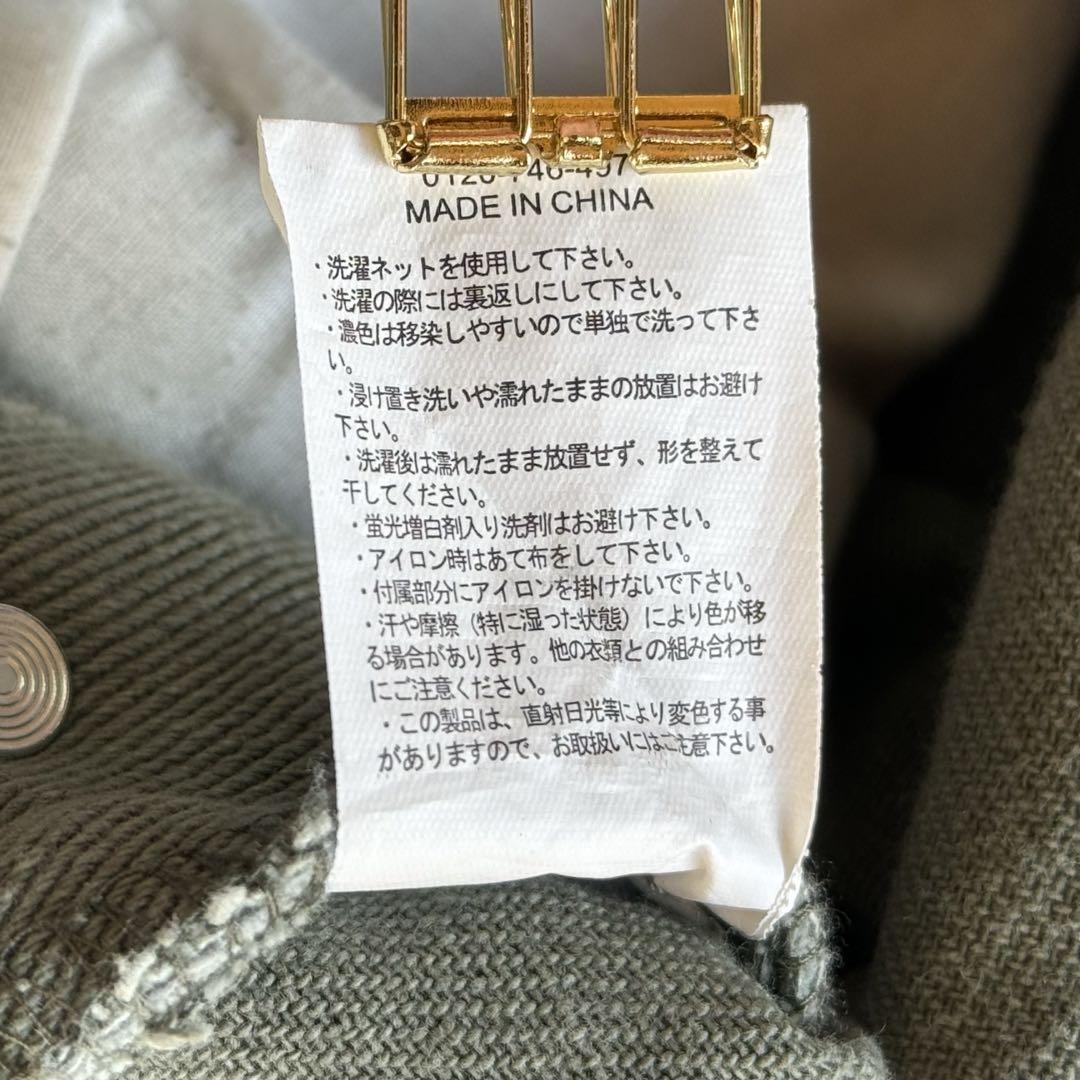 MADE IN CHINA
・洗濯ネットを使用して下さい。
・洗濯の際には裏返しにして下さい。
・濃色は移染しやすいので単独で洗って下さ
い。
・浸け置き洗いや濡れたままの放置はお避け
下さい。
・洗濯後は濡れたまま放置せず、形を整えて
干してください。
・蛍光増白剤入り洗剤はお避け下さい。
・アイロン時はあて布をして下さい。
・付属部分にアイロンを掛けないで下さい。
・汗や摩擦（特に湿った状態）により色が移
る場合があります。他の衣類との組み合わせ
にご注意ください。
・この製品は、直射日光等により変色する事
がありますので、お取扱いにはご注意下さい。